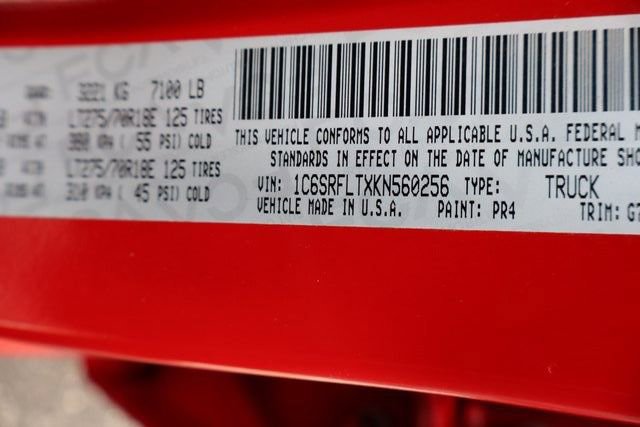 3221 KG 7100 LB
LT275/70R18E 125 TIRES
380 KPA ( 55 PSI) COLD
LT275/70R18E 125 TIRES
310 KPA ( 45 PSI) COLD
THIS VEHICLE CONFORMS TO ALL APPLICABLE U.S.A. FEDERAL M
STANDARDS IN EFFECT ON THE DATE OF MANUFACTURE SHO
VIN: 1C6SRFLTXKN560256 TYPE: TRUCK
VEHICLE MADE IN U.S.A. PAINT: PR4 TRIM: G7